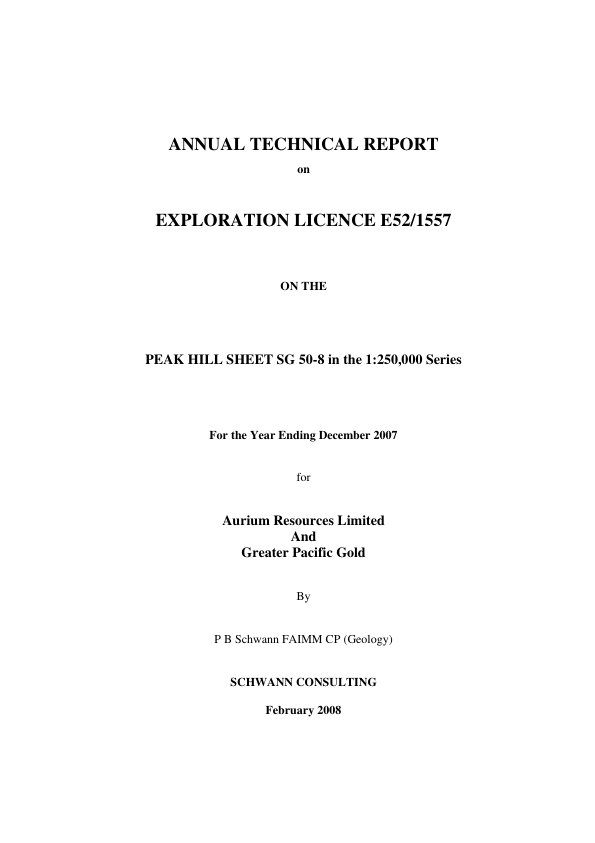 ANNUAL TECHNICAL REPORT
on
EXPLORATION LICENCE E52/1557
ON THE
PEAK HILL SHEET SG 50-8 in the 1:250,000 Series
For the Year Ending December 2007
for
Aurium Resources Limited
And
Greater Pacific Gold
By
P B Schwann FAIMM CP (Geology)
SCHWANN CONSULTING
February 2008